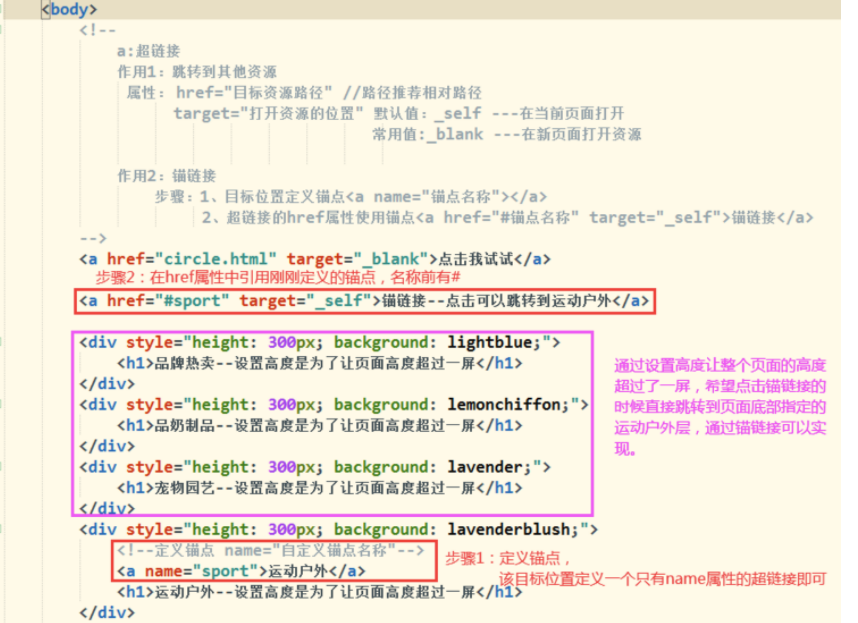 <body>
<!--
a:超链接
作用1：跳转到其他资源
属性：href="目标资源路径" //路径推荐相对路径
target="打开资源的位置" 默认值：_self ---在当前页面打开
常用值:_blank ---在新页面打开资源
作用2：锚链接
步骤：1、目标位置定义锚点<a name="锚点名称"></a>
2、超链接的href属性使用锚点<a href="#锚点名称" target="_self">锚链接</a>
-->
<a href="circle.html" target="_blank">点击我试试</a>
步骤2：在href属性中引用刚刚定义的锚点，名称前有#
<a href="#sport" target="_self">锚链接--点击可以跳转到运动户外</a>
<div style="height: 300px; background: lightblue;">
<h1>品牌热卖--设置高度是为了让页面高度超过一屏</h1>
</div>
<div style="height: 300px; background: lemonchiffon;">
<h1>品奶制品--设置高度是为了让页面高度超过一屏</h1>
</div>
<div style="height: 300px; background: lavender;">
<h1>宠物园艺--设置高度是为了让页面高度超过一屏</h1>
</div>
通过设置高度让整个页面的高度
超过了一屏，希望点击锚链接的
时候直接跳转到页面底部指定的
运动户外层，通过锚链接可以实
现。
<div style="height: 300px; background: lavenderblush;">
<!--定义锚点 name="自定义锚点名称"-->
<a name="sport">运动户外</a>
步骤1：定义锚点，
该目标位置定义一个只有name属性的超链接即可
<h1>运动户外--设置高度是为了让页面高度超过一屏</h1>
</div>